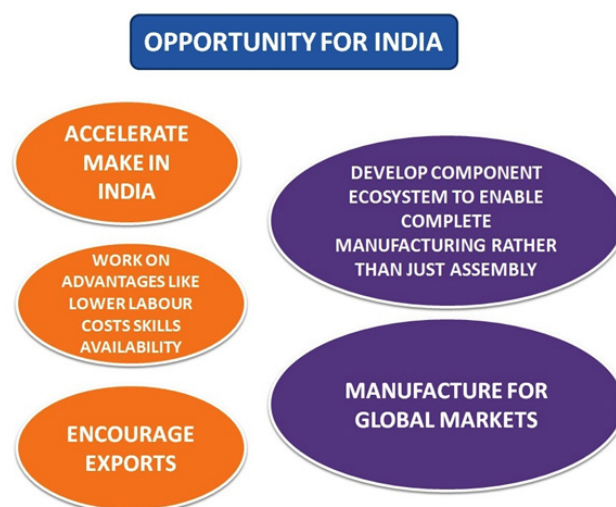 OPPORTUNITY FOR INDIA
ACCELERATE
MAKE IN
INDIA
WORK ON
ADVANTAGES LIKE
LOWER LABOUR
COSTS SKILLS
AVAILABILITY
ENCOURAGE
EXPORTS
DEVELOP COMPONENT
ECOSYSTEM TO ENABLE
COMPLETE
MANUFACTURING RATHER
THAN JUST ASSEMBLY
MANUFACTURE FOR
GLOBAL MARKETS